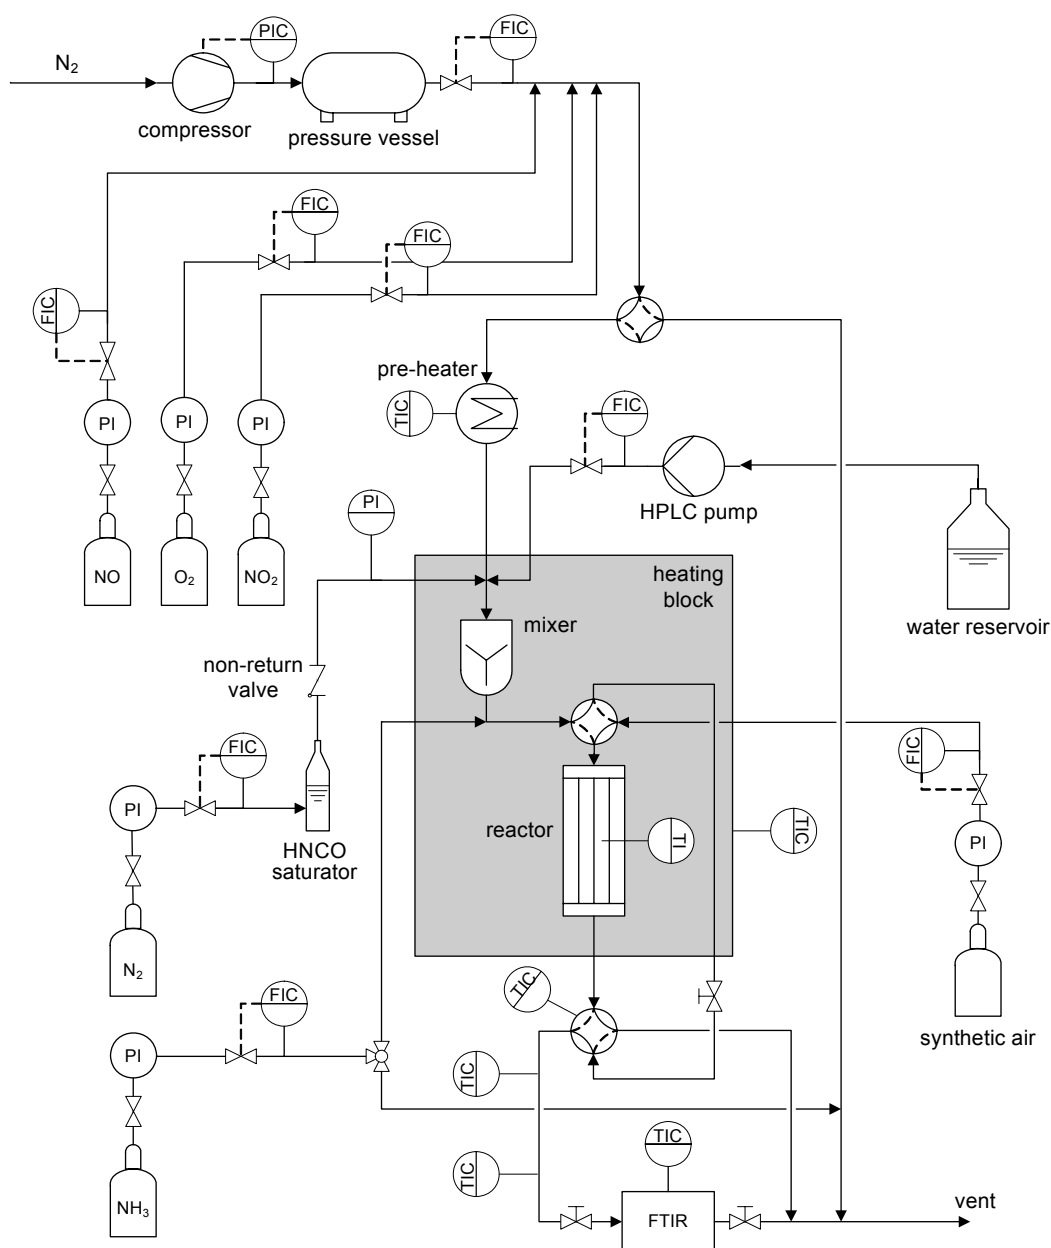 PIC
FIC
N2
compressor
pressure vessel
FIC
FIC
FIC
pre-heater
TIC
FIC
PI
PI
PI
HPLC pump
PI
NO
O2
NO2
heating
block
water reservoir
mixer
non-return
valve
FIC
FIC
PI
reactor
TI
TIC
PI
HNCO
saturator
N2
TIC
FIC
synthetic air
PI
TIC
TIC
TIC
NH3
FTIR
vent